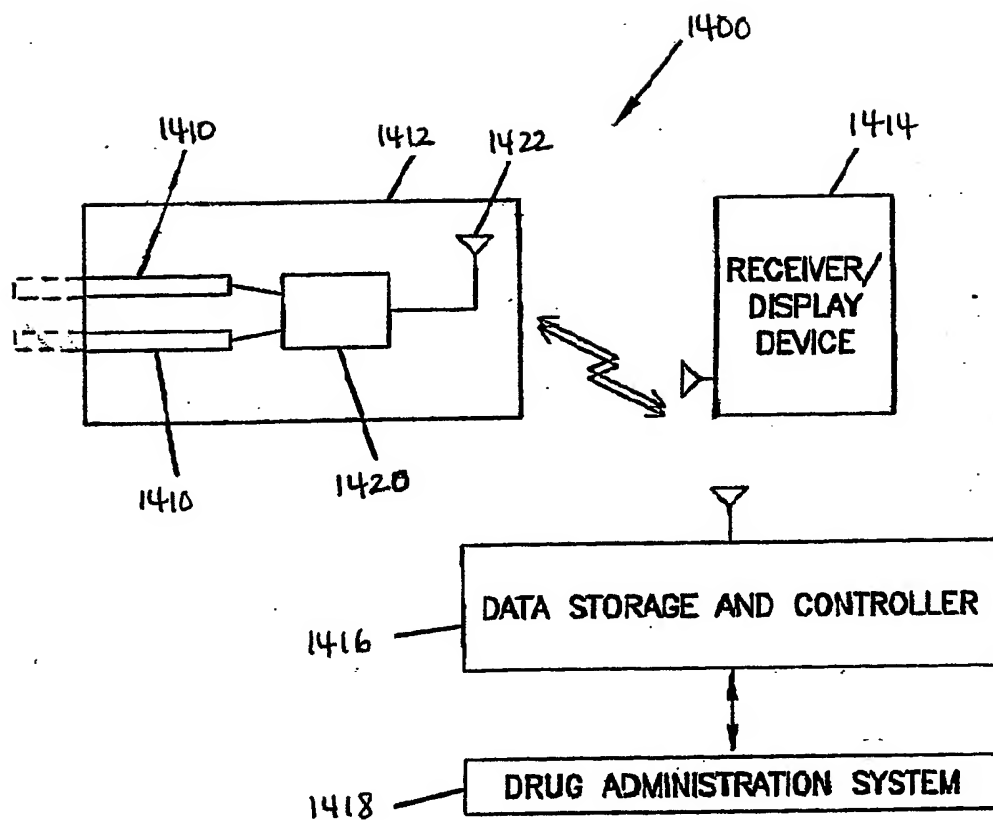 1400
1410
1412
1422
1414
RECEIVER/
DISPLAY
DEVICE
1410
1420
DATA STORAGE AND CONTROLLER
1416
DRUG ADMINISTRATION SYSTEM
1418